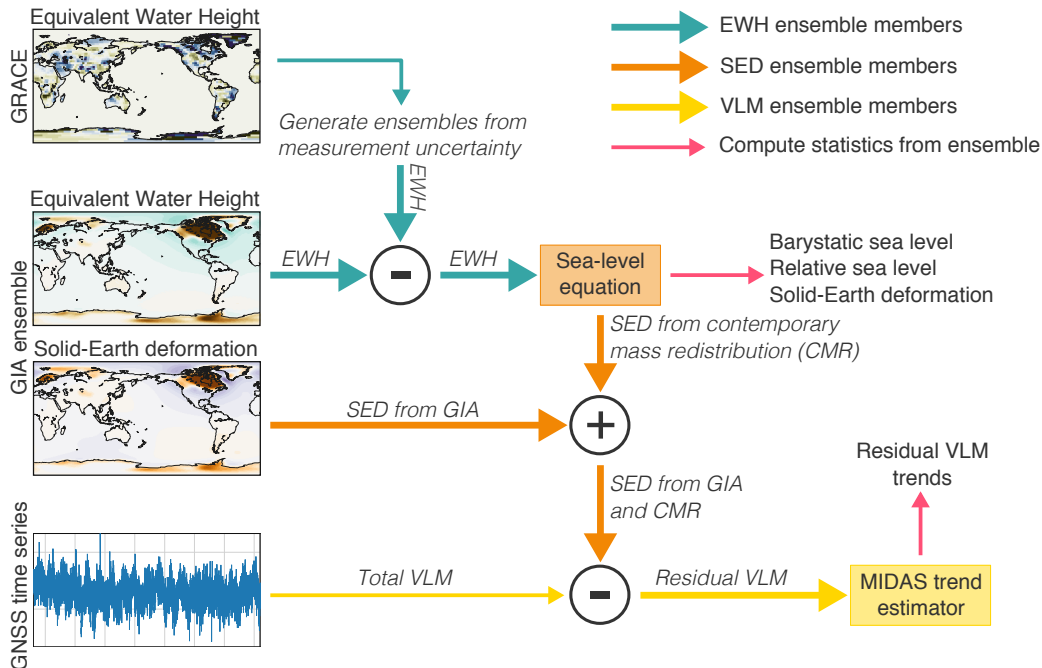 Equivalent Water Height
GRACE
Generate ensembles from
measurement uncertainty
EWH
EWH ensemble members
SED ensemble members
VLM ensemble members
Compute statistics from ensemble
GIA ensemble
Equivalent Water Height
EWH
-
EWH
Sea-level
equation
Barystatic sea level
Relative sea level
Solid-Earth deformation
SED from contemporary
mass redistribution (CMR)
Solid-Earth deformation
SED from GIA
+
SED from GIA
and CMR
Residual VLM
trends
GNSS time series
Total VLM
-
Residual VLM
MIDAS trend
estimator